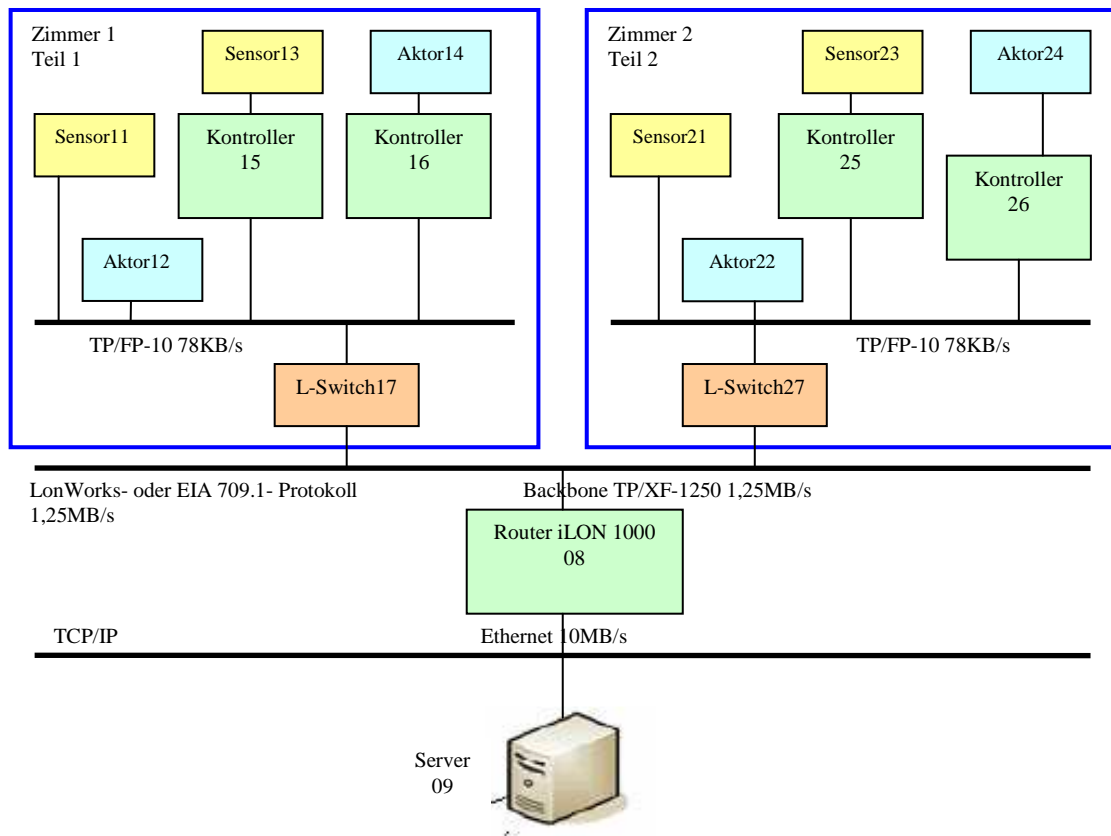 Zimmer 1
Teil 1
Sensor13
Aktor14
Sensor11
Kontroller
15
Kontroller
16
Aktor12
TP/FP-10 78KB/s
L-Switch17
Zimmer 2
Teil 2
Sensor23
Aktor24
Sensor21
Kontroller
25
Kontroller
26
Aktor22
TP/FP-10 78KB/s
L-Switch27
LonWorks- oder EIA 709.1- Protokoll
1,25MB/s
Backbone TP/XF-1250 1,25MB/s
Router iLON 1000
08
TCP/IP
Ethernet 10MB/s
Server
09